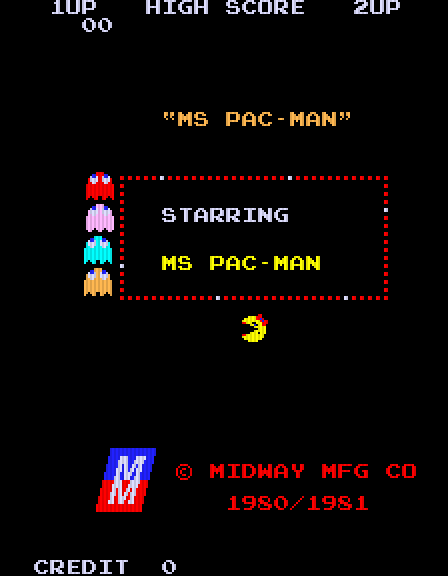 1UP HIGH SCORE 2UP
00
"MS PAC-MAN"
STARRING
MS PAC-MAN
M
© MIDWAY MFG CO
1980/1981
CREDIT 0